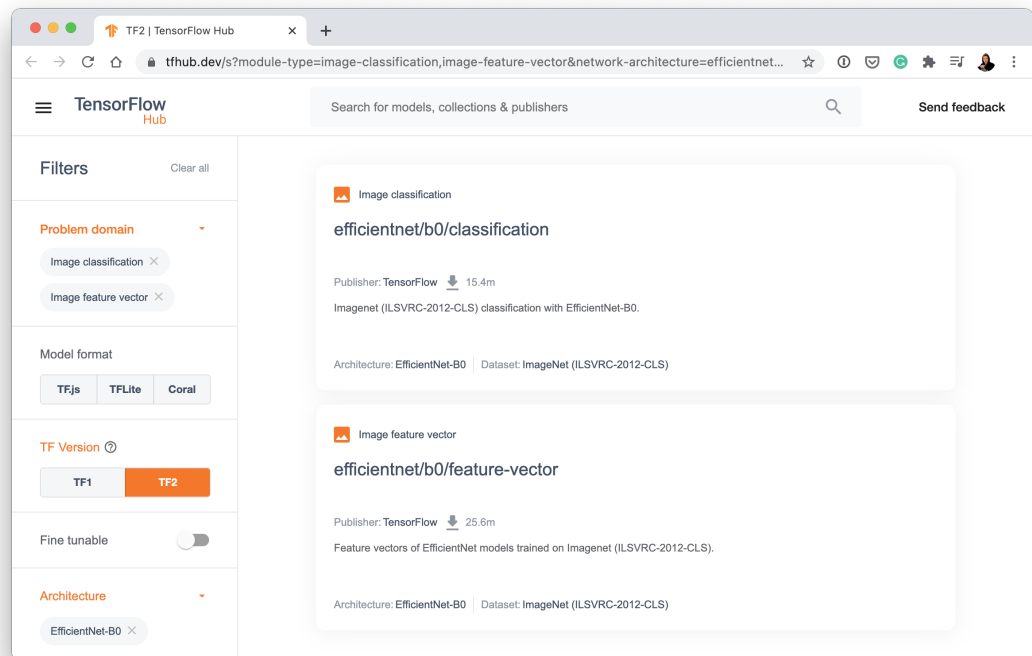 TF2 | TensorFlow Hub
tfhub.dev/s?module-type=image-classification,image-feature-vector&network-architecture=efficientnet...
TensorFlow
Hub
Search for models, collections & publishers
Send feedback
Filters
Clear all
Problem domain
Image classification
Image feature vector
Model format
TF.js
TFLite
Coral
TF Version
TF1
TF2
Fine tunable
Architecture
EfficientNet-B0
Image classification
efficientnet/b0/classification
Publisher: TensorFlow 15.4m
Imagenet (ILSVRC-2012-CLS) classification with EfficientNet-B0.
Architecture: EfficientNet-B0 Dataset: ImageNet (ILSVRC-2012-CLS)
Image feature vector
efficientnet/b0/feature-vector
Publisher: TensorFlow 25.6m
Feature vectors of EfficientNet models trained on Imagenet (ILSVRC-2012-CLS).
Architecture: EfficientNet-B0 Dataset: ImageNet (ILSVRC-2012-CLS)